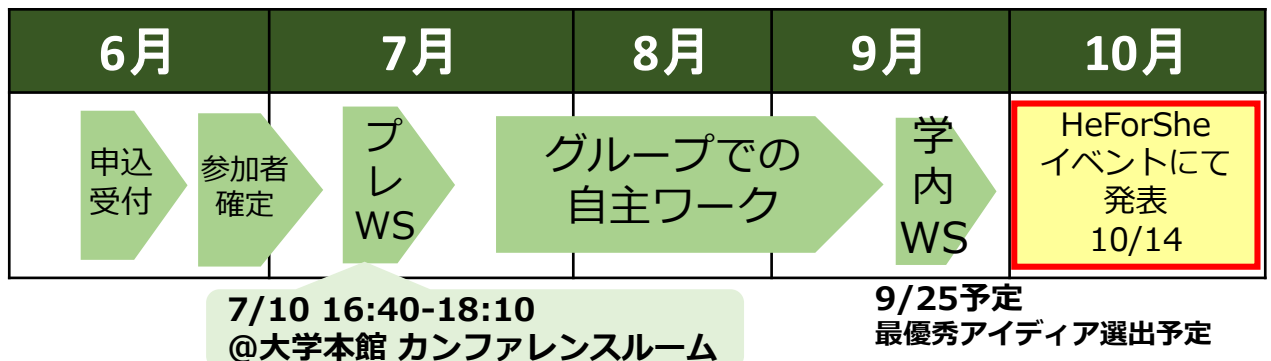 6月
7月
8月
9月
10月
申込
受付
参加者
確定
プ
レ
WS
グループでの
自主ワーク
学
内
WS
HeForShe
イベントにて
発表
10/14
7/10 16:40-18:10
@大学本館 カンファレンスルーム
9/25予定
最優秀アイディア選出予定